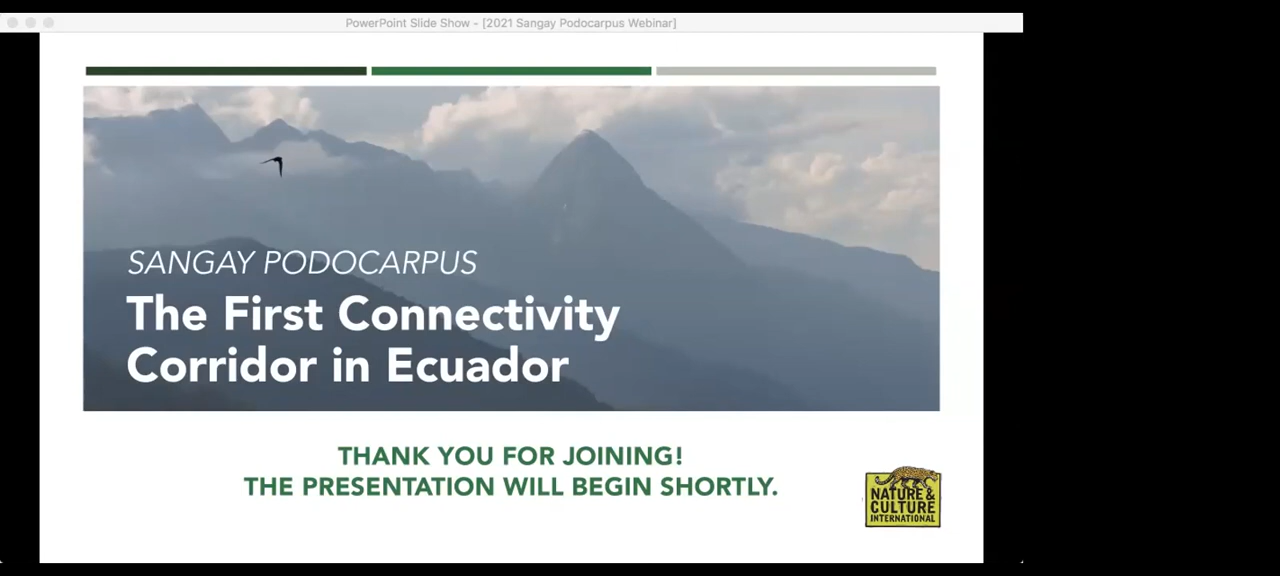 PowerPoint Slide Show - [2021 Sangay Podocarpus Webinar]
SANGAY PODOCARPUS
The First Connectivity
Corridor in Ecuador
THANK YOU FOR JOINING!
THE PRESENTATION WILL BEGIN SHORTLY.
NATURE &
CULTURE
INTERNATIONAL